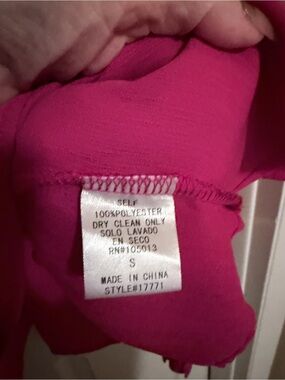 SELF
100%POLYESTER
DRY CLEAN ONLY
SOLO LAVADO
EN SECO
RN#105013
S
MADE IN CHINA
STYLE#17771